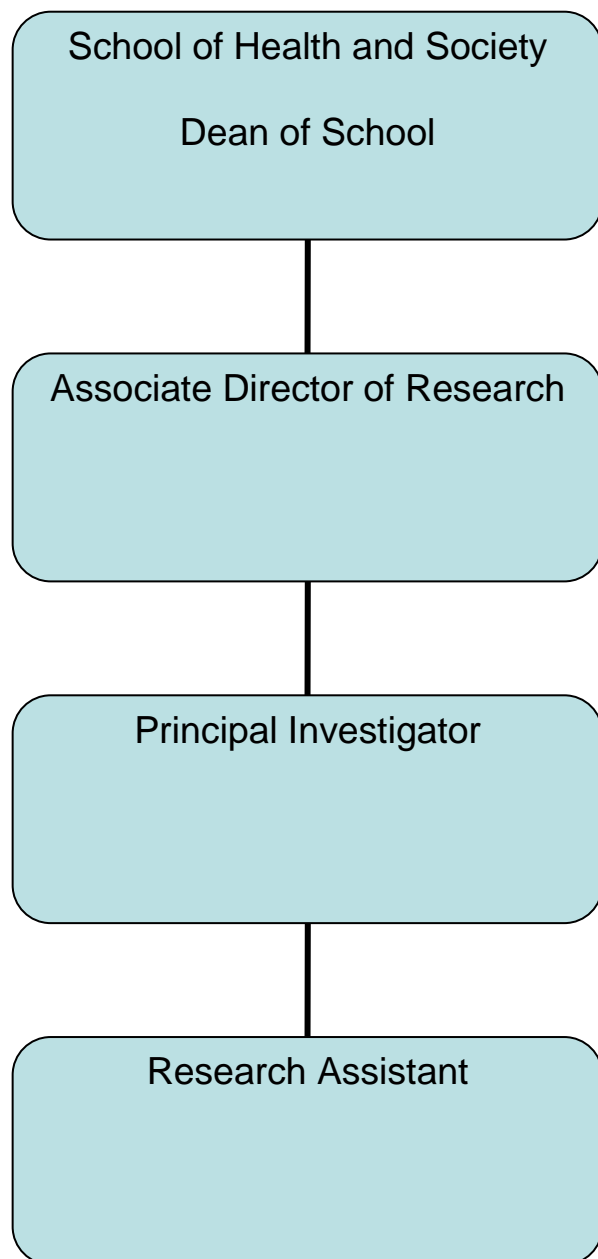 School of Health and Society
Dean of School
Associate Director of Research
Principal Investigator
Research Assistant